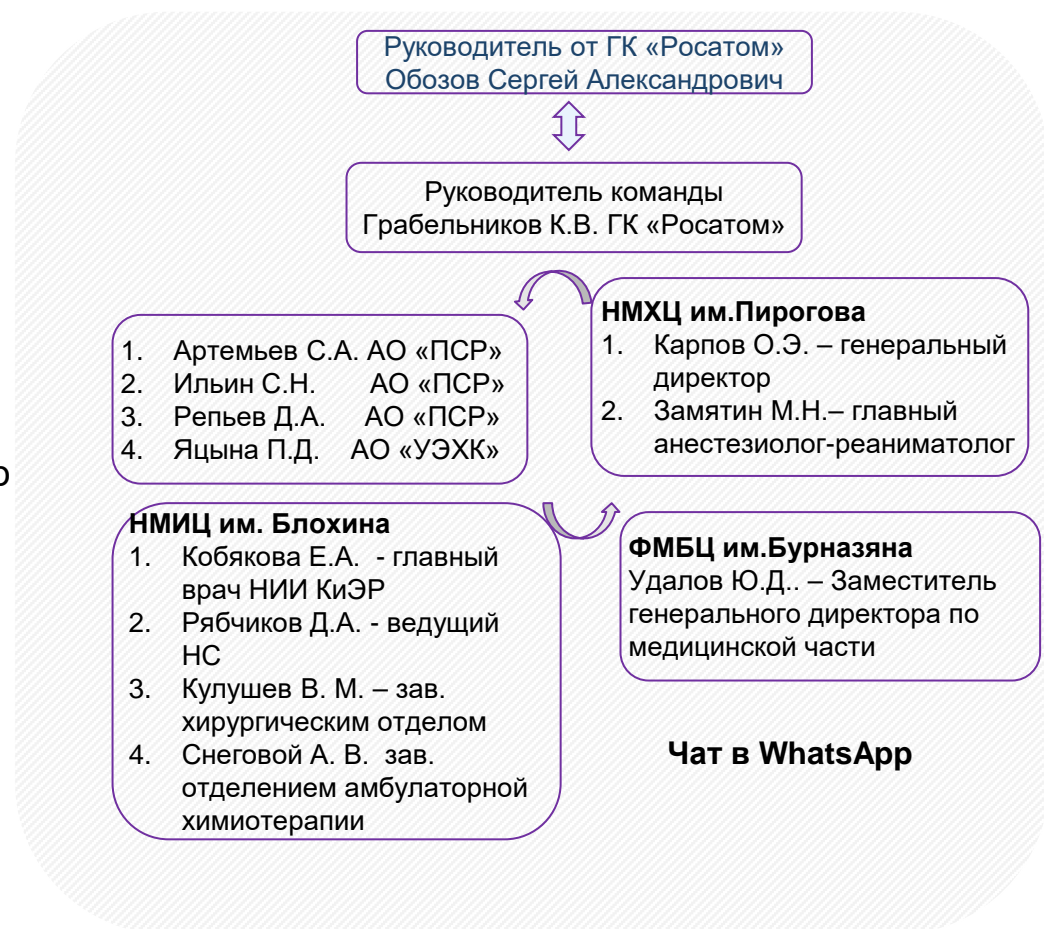 Руководитель от ГК «Росатом»
Обозов Сергей Александрович
Руководитель команды
Грабельников К.В. ГК «Росатом»
1. Артемьев С.А. АО «ПСР»
2. Ильин С.Н. АО «ПСР»
3. Репьев Д.А. АО «ПСР»
4. Яцына П.Д. АО «УЭХК»
НМХЦ им.Пирогова
1. Карпов О.Э. – генеральный
директор
2. Замятин М.Н.– главный
анестезиолог-реаниматолог
НМИЦ им. Блохина
1. Кобякова Е.А. - главный
врач НИИ КиЭР
2. Рябчиков Д.А. - ведущий
НС
3. Кулушев В. М. – зав.
хирургическим отделом
4. Снеговой А. В. зав.
отделением амбулаторной
химиотерапии
ФМБЦ им.Бурназяна
Удалов Ю.Д.. – Заместитель
генерального директора по
медицинской части
Чат в WhatsApp